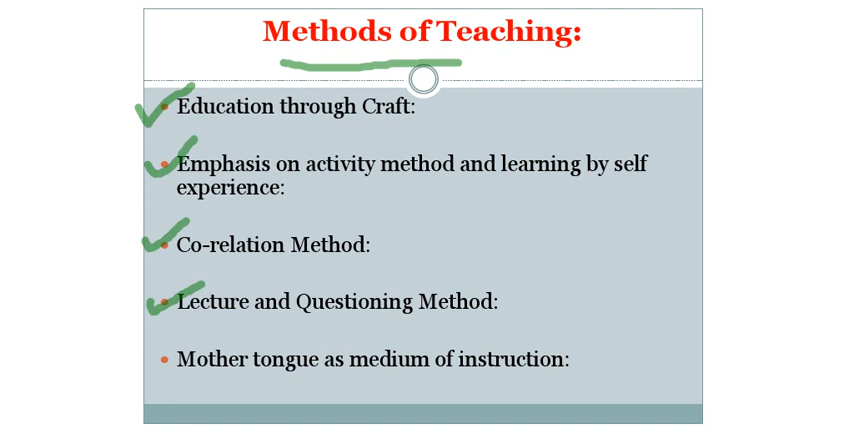 Methods of Teaching:
• Education through Craft:
• Emphasis on activity method and learning by self
experience:
• Co-relation Method:
• Lecture and Questioning Method:
• Mother tongue as medium of instruction: